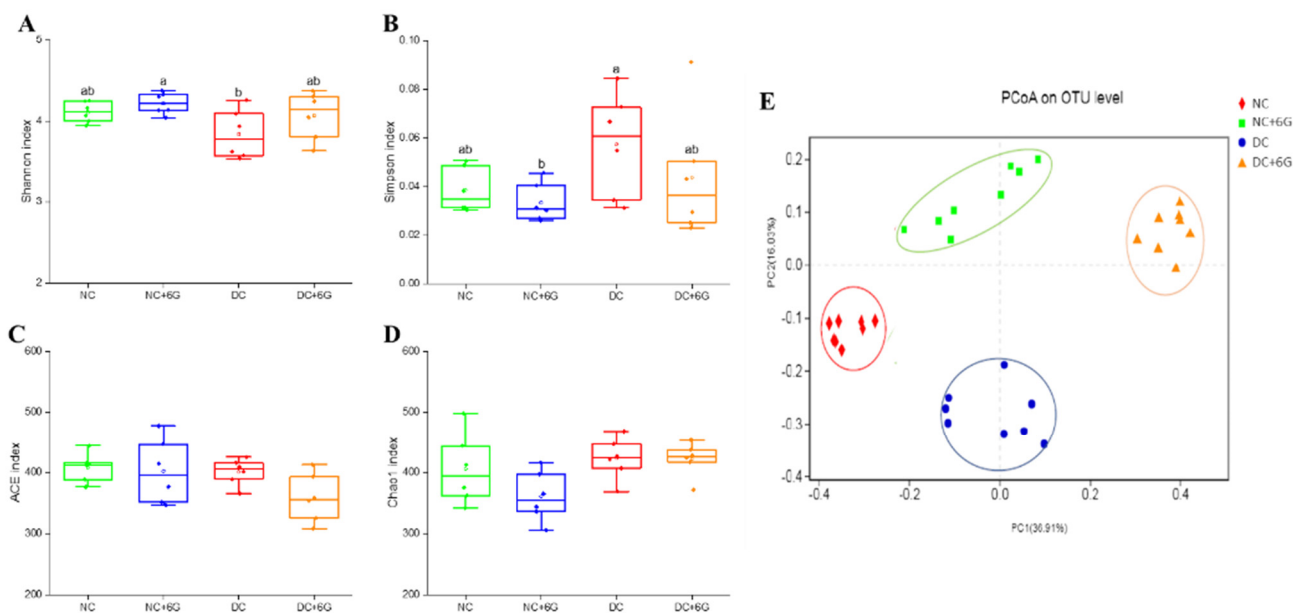 A
5
4
3
2
Shannon index
ab
a
b
ab
NC
NC+6G
DC
DC+6G
B
0.10
0.08
0.06
0.04
0.02
0.00
Simpson index
ab
b
a
ab
NC
NC+6G
DC
DC+6G
C
600
500
400
300
200
ACE index
NC
NC+6G
DC
DC+6G
D
600
500
400
300
200
Chao1 index
NC
NC+6G
DC
DC+6G
E
PCoA on OTU level
NC
NC+6G
DC
DC+6G
0.2
0.1
0.0
-0.1
-0.2
-0.3
-0.4
PC2(16.03%)
-0.4
-0.2
0.0
0.2
0.4
PC1(36.91%)